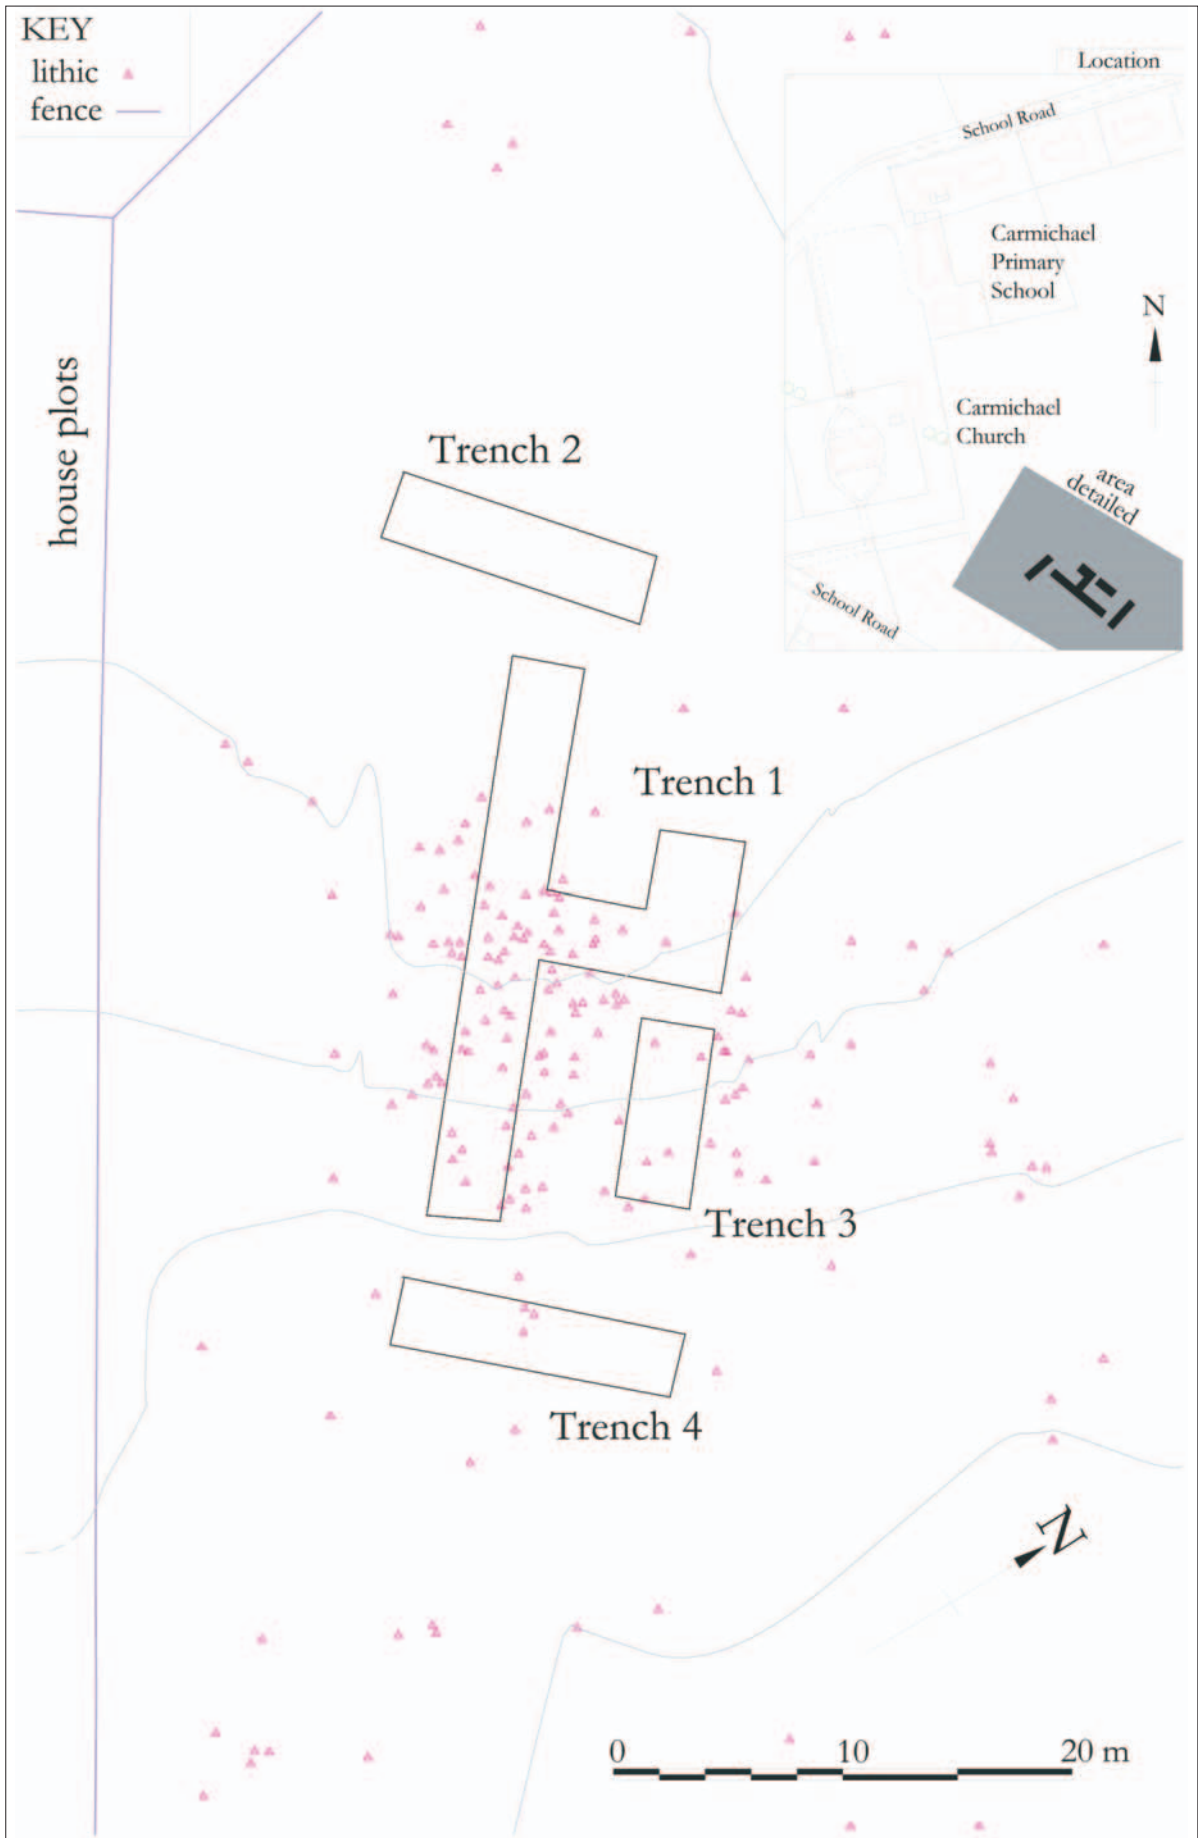 KEY
lithic
fence
Location
School Road
Carmichael
Primary
School
N
house plots
Carmichael
Church
Trench 2
area
detailed
School Road
Trench 1
Trench 3
Trench 4
N
0 10 20 m